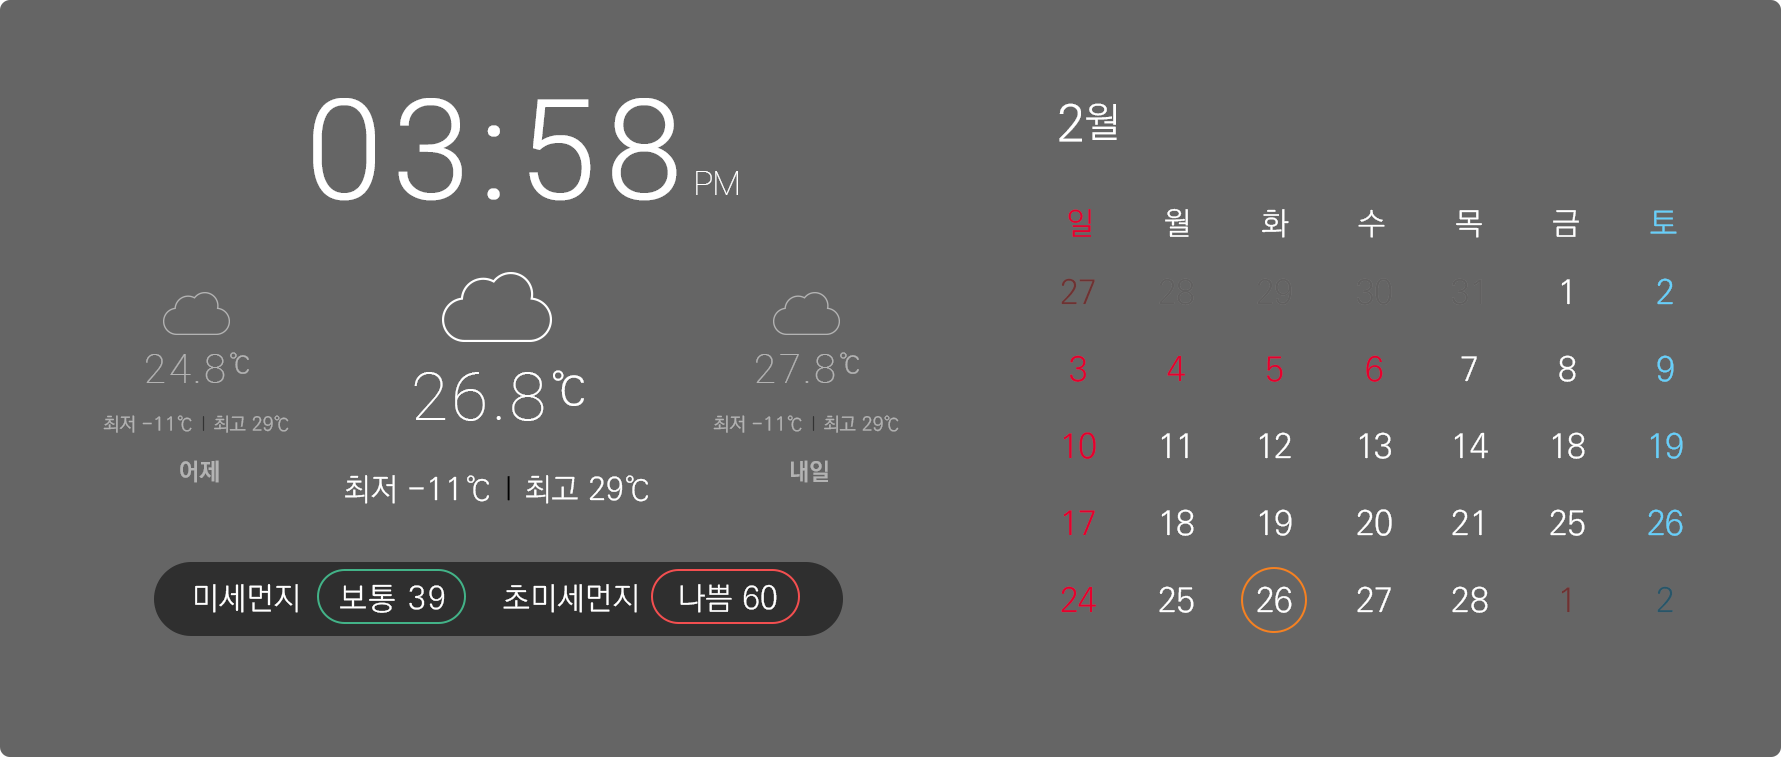 03:58 PM
24.8℃
최저 -11℃ | 최고 29℃
어제
26.8℃
최저 -11℃ | 최고 29℃
27.8℃
최저 -11℃ | 최고 29℃
내일
미세먼지 보통 39 초미세먼지 나쁨 60
2월
일 월 화 수 목 금 토
27 28 29 30 31 1 2
3 4 5 6 7 8 9
10 11 12 13 14 18 19
17 18 19 20 21 25 26
24 25 26 27 28 1 2